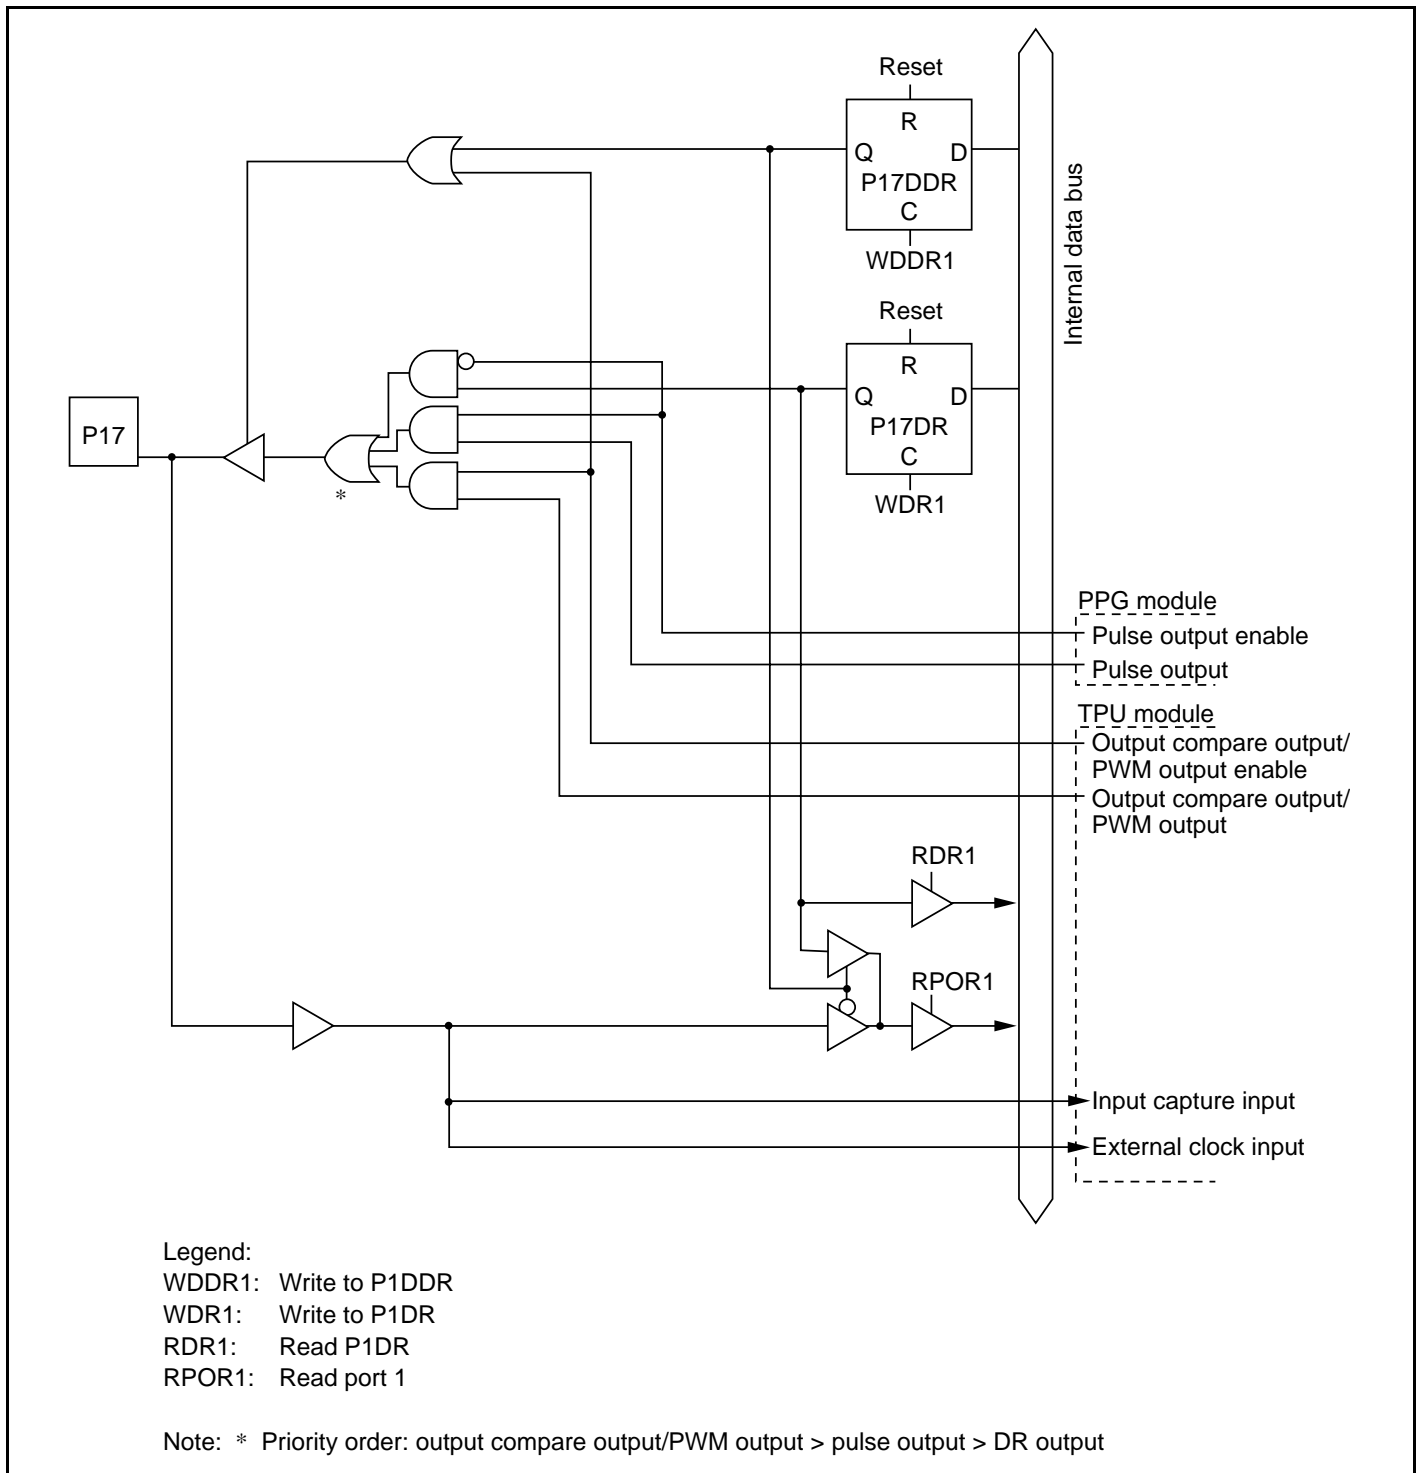 Reset
R
Q
D
P17DDR
C
WDDR1
Internal data bus
Reset
R
Q
D
P17DR
C
WDR1
P17
*
PPG module
Pulse output enable
Pulse output
TPU module
Output compare output/
PWM output enable
Output compare output/
PWM output
RDR1
RPOR1
Input capture input
External clock input
Legend:
WDDR1: Write to P1DDR
WDR1: Write to P1DR
RDR1: Read P1DR
RPOR1: Read port 1
Note: * Priority order: output compare output/PWM output > pulse output > DR output